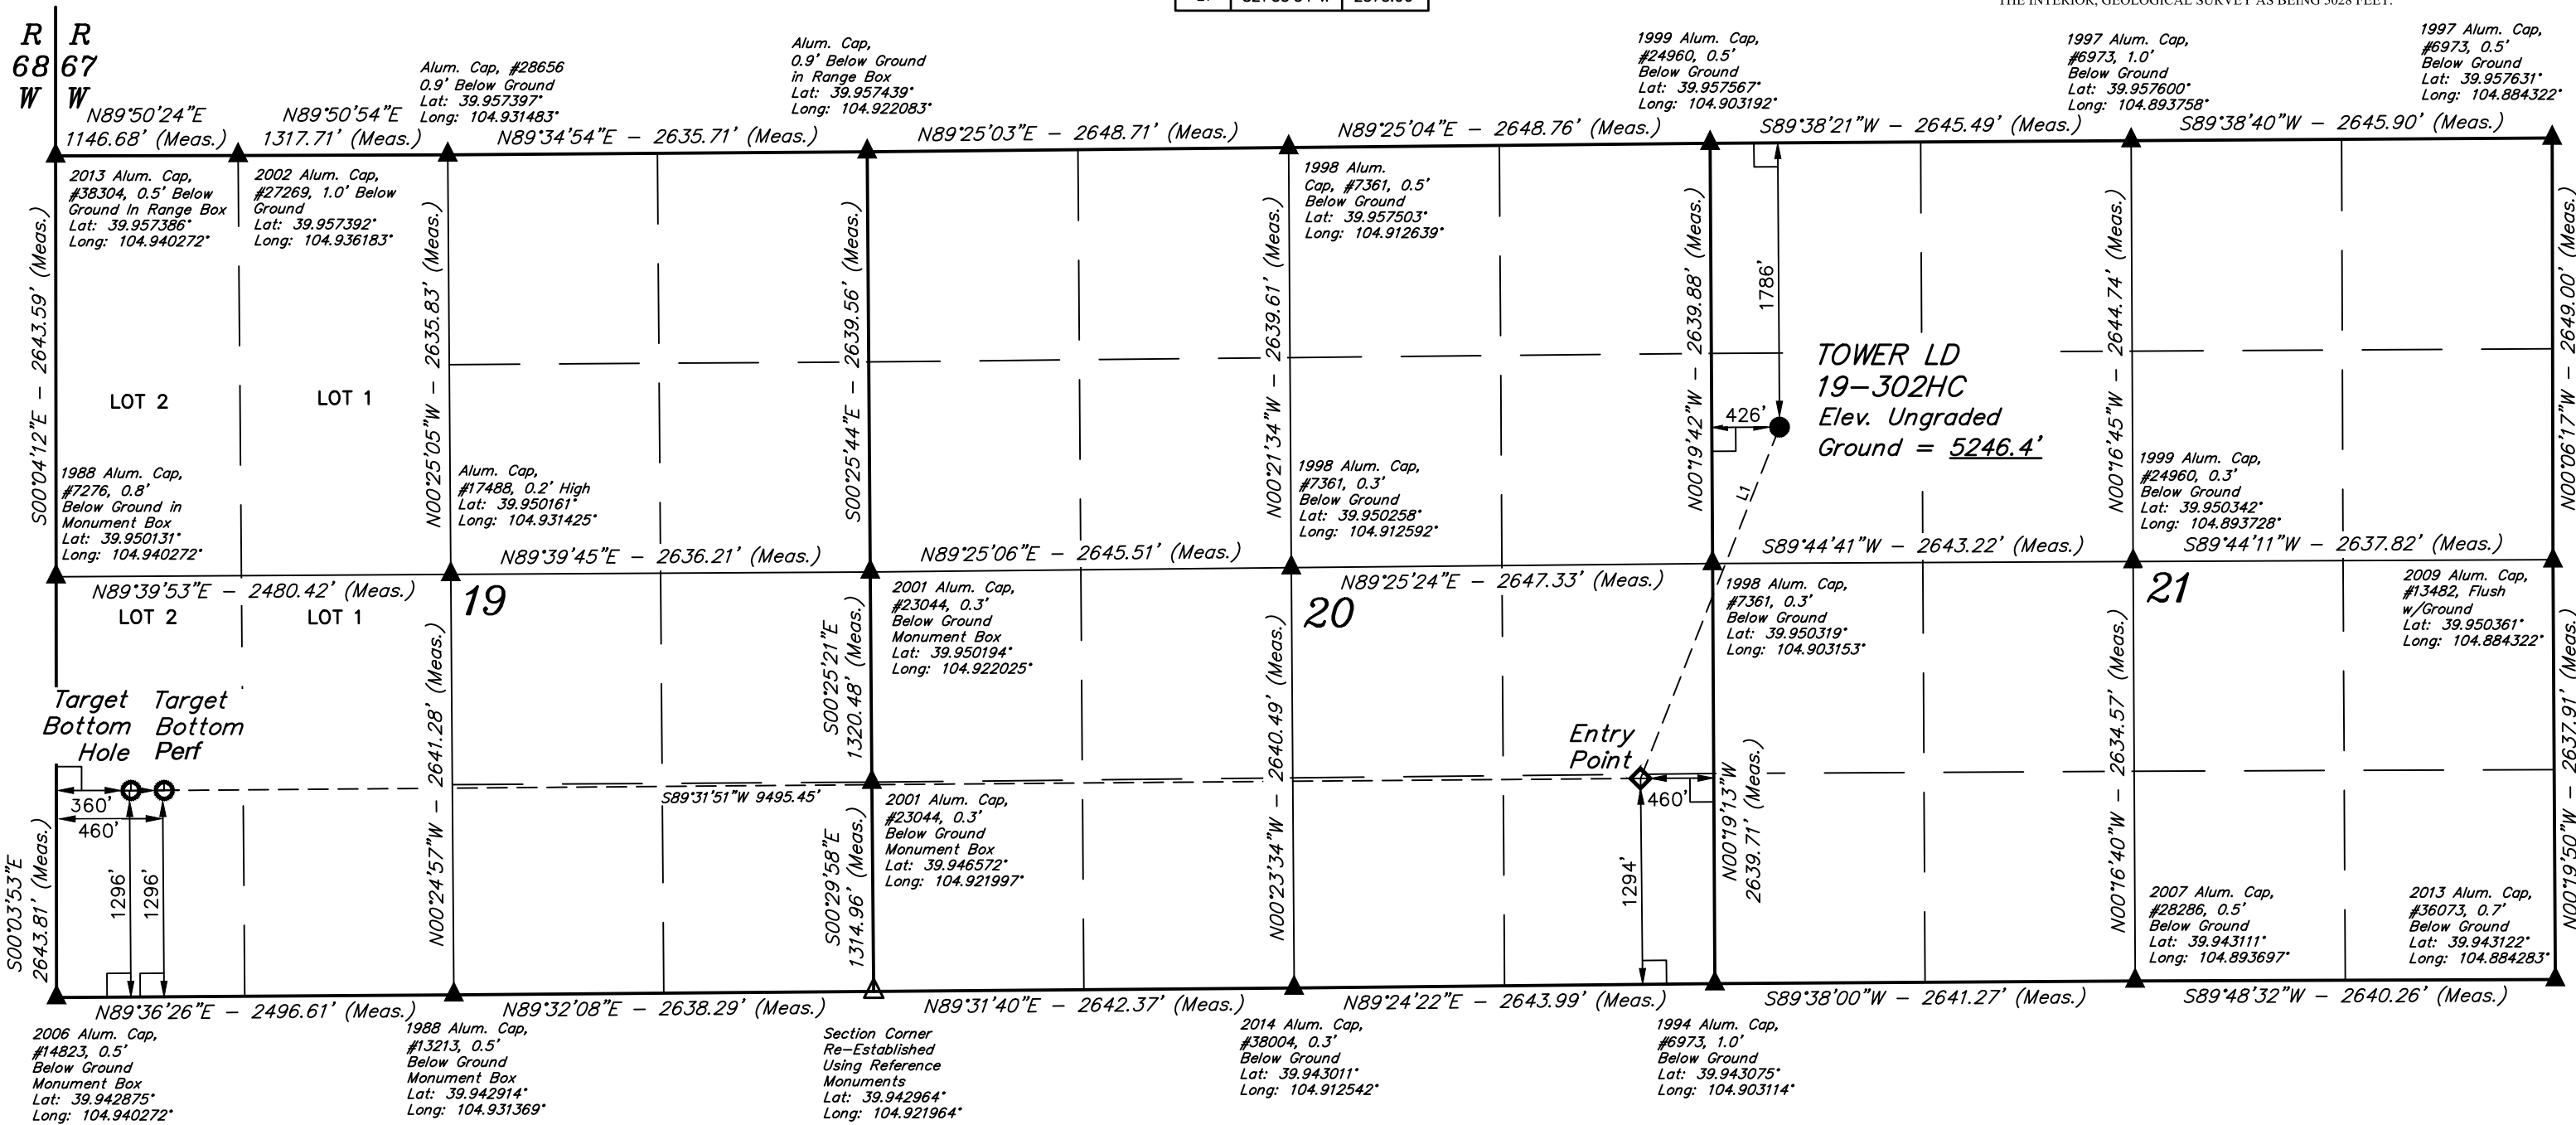 THE INTERIOR, GEOLOGICAL SURVEY AS BEING 5028 FEET.
R R
68 67
W W
N89°50'24"E
1146.68' (Meas.)
N89°50'54"E
1317.71' (Meas.)
Alum. Cap, #28656
0.9' Below Ground
Lat: 39.957397°
Long: 104.931483°
N89°34'54"E – 2635.71' (Meas.)
Alum. Cap,
0.9' Below Ground
in Range Box
Lat: 39.957439°
Long: 104.922083°
N89°25'03"E – 2648.71' (Meas.)
N89°25'04"E – 2648.76' (Meas.)
1999 Alum. Cap,
#24960, 0.5'
Below Ground
Lat: 39.957567°
Long: 104.903192°
S89°38'21"W – 2645.49' (Meas.)
1997 Alum. Cap,
#6973, 1.0'
Below Ground
Lat: 39.957600°
Long: 104.893758°
S89°38'40"W – 2645.90' (Meas.)
1997 Alum. Cap,
#6973, 0.5'
Below Ground
Lat: 39.957631°
Long: 104.884322°
2013 Alum. Cap,
#38304, 0.5' Below
Ground In Range Box
Lat: 39.957386°
Long: 104.940272°
2002 Alum. Cap,
#27269, 1.0' Below
Ground
Lat: 39.957392°
Long: 104.936183°
1998 Alum.
Cap, #7361, 0.5'
Below Ground
Lat: 39.957503°
Long: 104.912639°
S00°04'12"E – 2643.59' (Meas.)
N00°25'05"W – 2635.83' (Meas.)
S00°25'44"E – 2639.56' (Meas.)
N00°21'34"W – 2639.61' (Meas.)
N00°19'42"W – 2639.88' (Meas.)
1786'
426'
TOWER LD
19–302HC
Elev. Ungraded
Ground = 5246.4'
L1
N00°16'45"W – 2644.74' (Meas.)
N00°06'17"W – 2649.00' (Meas.)
LOT 2
LOT 1
1988 Alum. Cap,
#7276, 0.8'
Below Ground in
Monument Box
Lat: 39.950131°
Long: 104.940272°
Alum. Cap,
#17488, 0.2' High
Lat: 39.950161°
Long: 104.931425°
1998 Alum. Cap,
#7361, 0.3'
Below Ground
Lat: 39.950258°
Long: 104.912592°
1999 Alum. Cap,
#24960, 0.3'
Below Ground
Lat: 39.950342°
Long: 104.893728°
N89°39'53"E – 2480.42' (Meas.)
N89°39'45"E – 2636.21' (Meas.)
N89°25'06"E – 2645.51' (Meas.)
N89°25'24"E – 2647.33' (Meas.)
S89°44'41"W – 2643.22' (Meas.)
S89°44'11"W – 2637.82' (Meas.)
LOT 2
LOT 1
19
20
21
2001 Alum. Cap,
#23044, 0.3'
Below Ground
Monument Box
Lat: 39.950194°
Long: 104.922025°
1998 Alum. Cap,
#7361, 0.3'
Below Ground
Lat: 39.950319°
Long: 104.903153°
2009 Alum. Cap,
#13482, Flush
w/Ground
Lat: 39.950361°
Long: 104.884322°
Target
Bottom
Hole
Target
Bottom
Perf
360'
460'
1296'
1296'
S00°03'53"E
2643.81' (Meas.)
N00°24'57"W – 2641.28' (Meas.)
S89°31'51"W 9495.45'
S00°25'21"E
1320.48' (Meas.)
S00°29'58"E
1314.96' (Meas.)
2001 Alum. Cap,
#23044, 0.3'
Below Ground
Monument Box
Lat: 39.946572°
Long: 104.921997°
N00°23'34"W – 2640.49' (Meas.)
Entry
Point
460'
1294'
N00°19'13"W
2639.71' (Meas.)
N00°16'40"W – 2634.57' (Meas.)
N00°19'50"W – 2637.91' (Meas.)
2007 Alum. Cap,
#28286, 0.5'
Below Ground
Lat: 39.943111°
Long: 104.893697°
2013 Alum. Cap,
#36073, 0.7'
Below Ground
Lat: 39.943122°
Long: 104.884283°
N89°36'26"E – 2496.61' (Meas.)
N89°32'08"E – 2638.29' (Meas.)
N89°31'40"E – 2642.37' (Meas.)
N89°24'22"E – 2643.99' (Meas.)
S89°38'00"W – 2641.27' (Meas.)
S89°48'32"W – 2640.26' (Meas.)
2006 Alum. Cap,
#14823, 0.5'
Below Ground
Monument Box
Lat: 39.942875°
Long: 104.940272°
1988 Alum. Cap,
#13213, 0.5'
Below Ground
Monument Box
Lat: 39.942914°
Long: 104.931369°
Section Corner
Re–Established
Using Reference
Monuments
Lat: 39.942964°
Long: 104.921964°
2014 Alum. Cap,
#38004, 0.3'
Below Ground
Lat: 39.943011°
Long: 104.912542°
1994 Alum. Cap,
#6973, 1.0'
Below Ground
Lat: 39.943075°
Long: 104.903114°